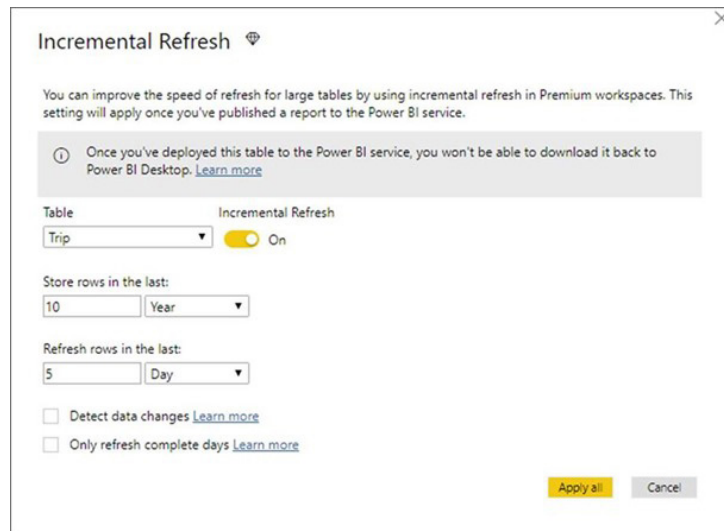 Incremental Refresh
You can improve the speed of refresh for large tables by using incremental refresh in Premium workspaces. This
setting will apply once you've published a report to the Power BI service.
Once you've deployed this table to the Power BI service, you won't be able to download it back to
Power BI Desktop. Learn more
Table Incremental Refresh
Trip On
Store rows in the last:
10 Year
Refresh rows in the last:
5 Day
Detect data changes Learn more
Only refresh complete days Learn more
Apply all Cancel